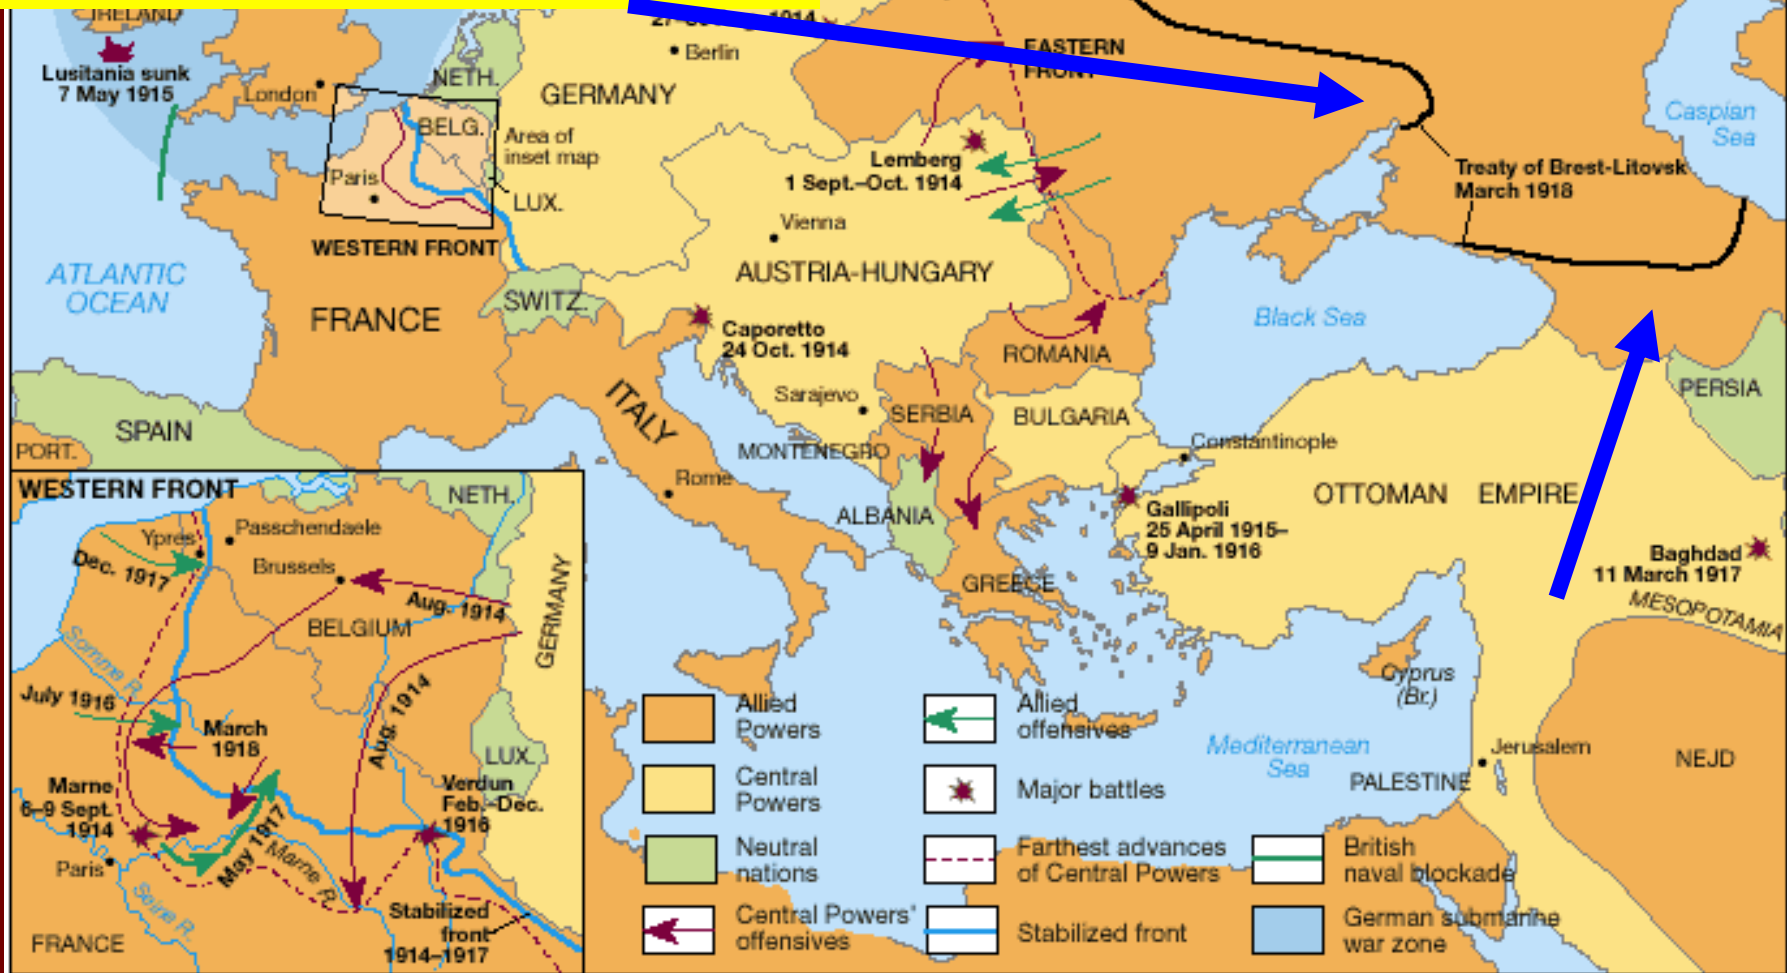 IRELAND
Lusitania sunk
7 May 1915
London
NETH.
Berlin
GERMANY
EASTERN
FRONT
Caspian
Sea
BELG.
Area of
inset map
Paris
LUX.
WESTERN FRONT
Lemberg
1 Sept.–Oct. 1914
Treaty of Brest-Litovsk
March 1918
Vienna
ATLANTIC
OCEAN
AUSTRIA-HUNGARY
FRANCE
SWITZ.
Black Sea
Caporetto
24 Oct. 1914
ROMANIA
PERSIA
ITALY
Sarajevo
SERBIA
BULGARIA
SPAIN
PORT.
MONTENEGRO
Constantinople
Rome
OTTOMAN EMPIRE
ALBANIA
Gallipoli
25 April 1915–
9 Jan. 1916
Baghdad
11 March 1917
MESOPOTAMIA
GREECE
Cyprus
(Br.)
Mediterranean
Sea
Jerusalem
PALESTINE
NEJD
WESTERN FRONT
NETH.
Passchendaele
Ypres
Dec. 1917
Brussels
Aug. 1914
GERMANY
BELGIUM
Somme R.
July 1916
Aug. 1914
March
1918
LUX.
Marne
6–9 Sept.
1914
Verdun
Feb.–Dec.
1916
May 1917
Marne R.
Paris
Seine R.
Stabilized
front
1914–1917
FRANCE
Allied
Powers
Central
Powers
Neutral
nations
Central Powers'
offensives
Allied
offensives
Major battles
Farthest advances
of Central Powers
Stabilized front
British
naval blockade
German submarine
war zone